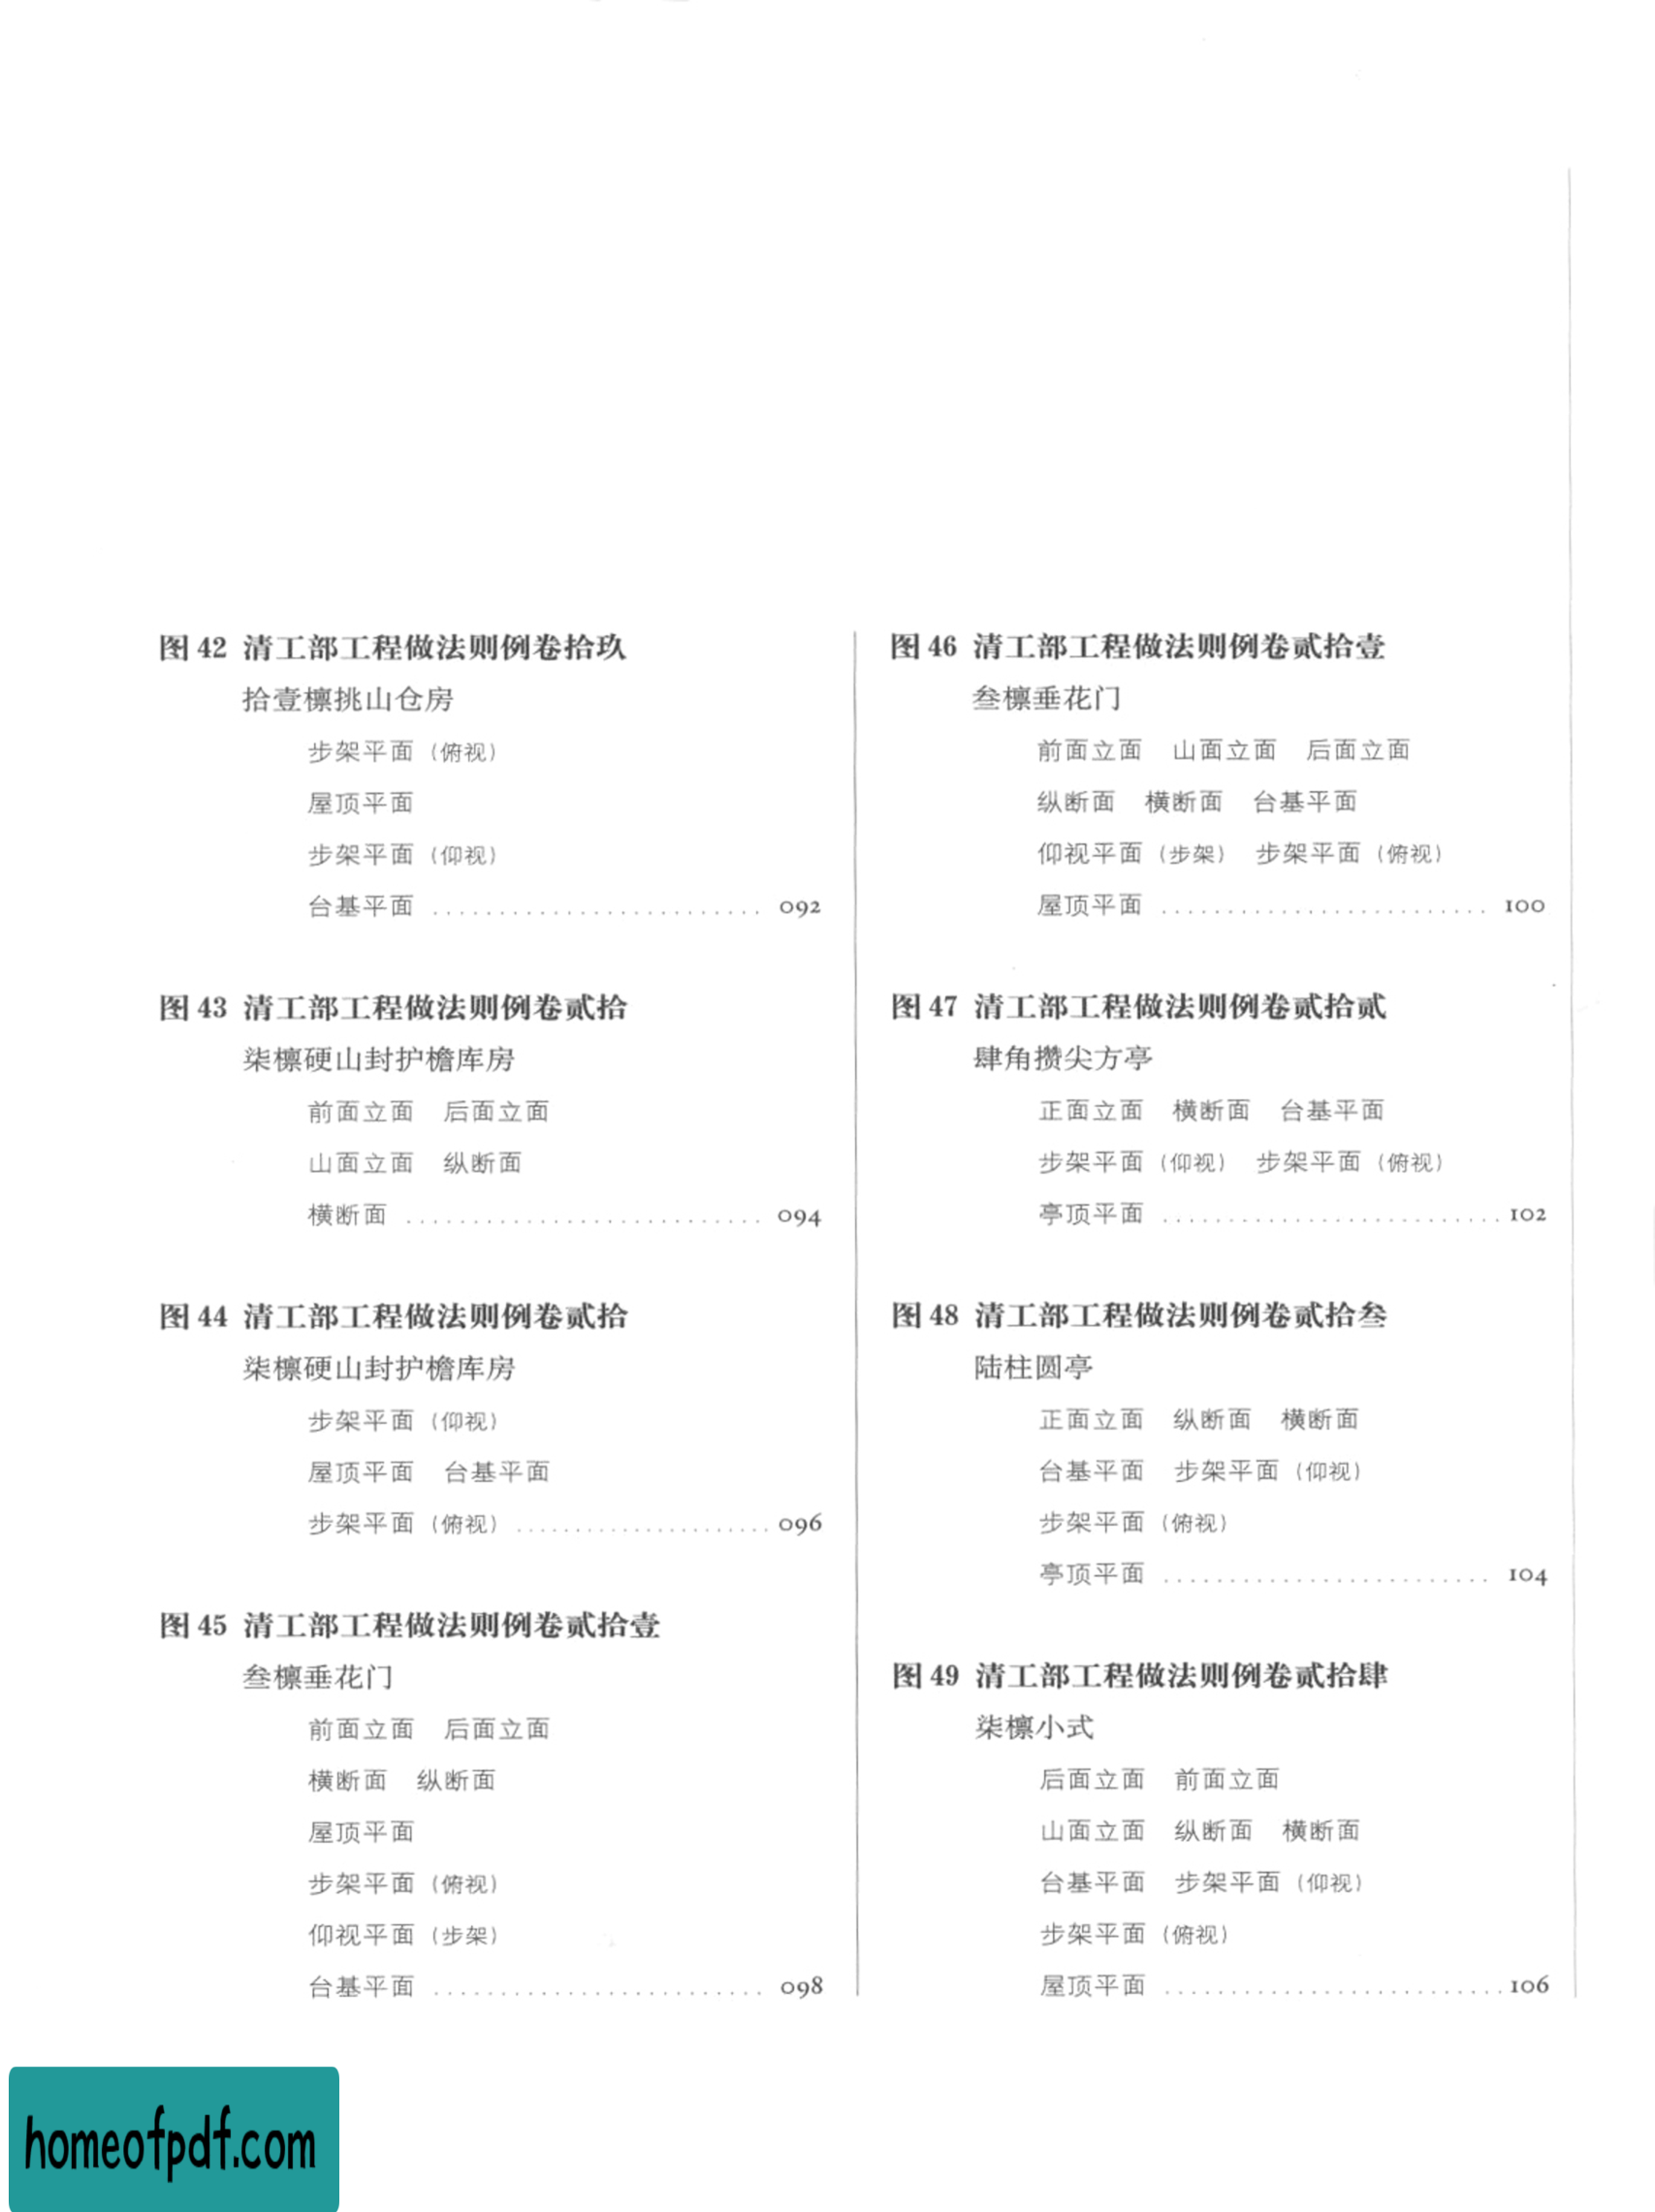 图 42 清工部工程做法则例卷拾玖
拾壹檩挑山仓房
步架平面（俯视）
屋顶平面
步架平面（仰视）
台基平面 ......................... 092
图 43 清工部工程做法则例卷贰拾
柒檩硬山封护檐库房
前面立面 后面立面
山面立面 纵断面
横断面 ........................... 094
图 44 清工部工程做法则例卷贰拾
柒檩硬山封护檐库房
步架平面（仰视）
屋顶平面 台基平面
步架平面（俯视） ...................... 096
图 45 清工部工程做法则例卷贰拾壹
叁檩垂花门
前面立面 后面立面
横断面 纵断面
屋顶平面
步架平面（俯视）
仰视平面（步架）
台基平面 ......................... 098
图 46 清工部工程做法则例卷贰拾壹
叁檩垂花门
前面立面 山面立面 后面立面
纵断面 横断面 台基平面
仰视平面（步架） 步架平面（俯视）
屋顶平面 ......................... 100
图 47 清工部工程做法则例卷贰拾贰
肆角攒尖方亭
正面立面 横断面 台基平面
步架平面（仰视） 步架平面（俯视）
亭顶平面 .......................... 102
图 48 清工部工程做法则例卷贰拾叁
陆柱圆亭
正面立面 纵断面 横断面
台基平面 步架平面（仰视）
步架平面（俯视）
亭顶平面 ......................... 104
图 49 清工部工程做法则例卷贰拾肆
柒檩小式
后面立面 前面立面
山面立面 纵断面 横断面
台基平面 步架平面（仰视）
步架平面（俯视）
屋顶平面 .......................... 106
homeofpdf.com